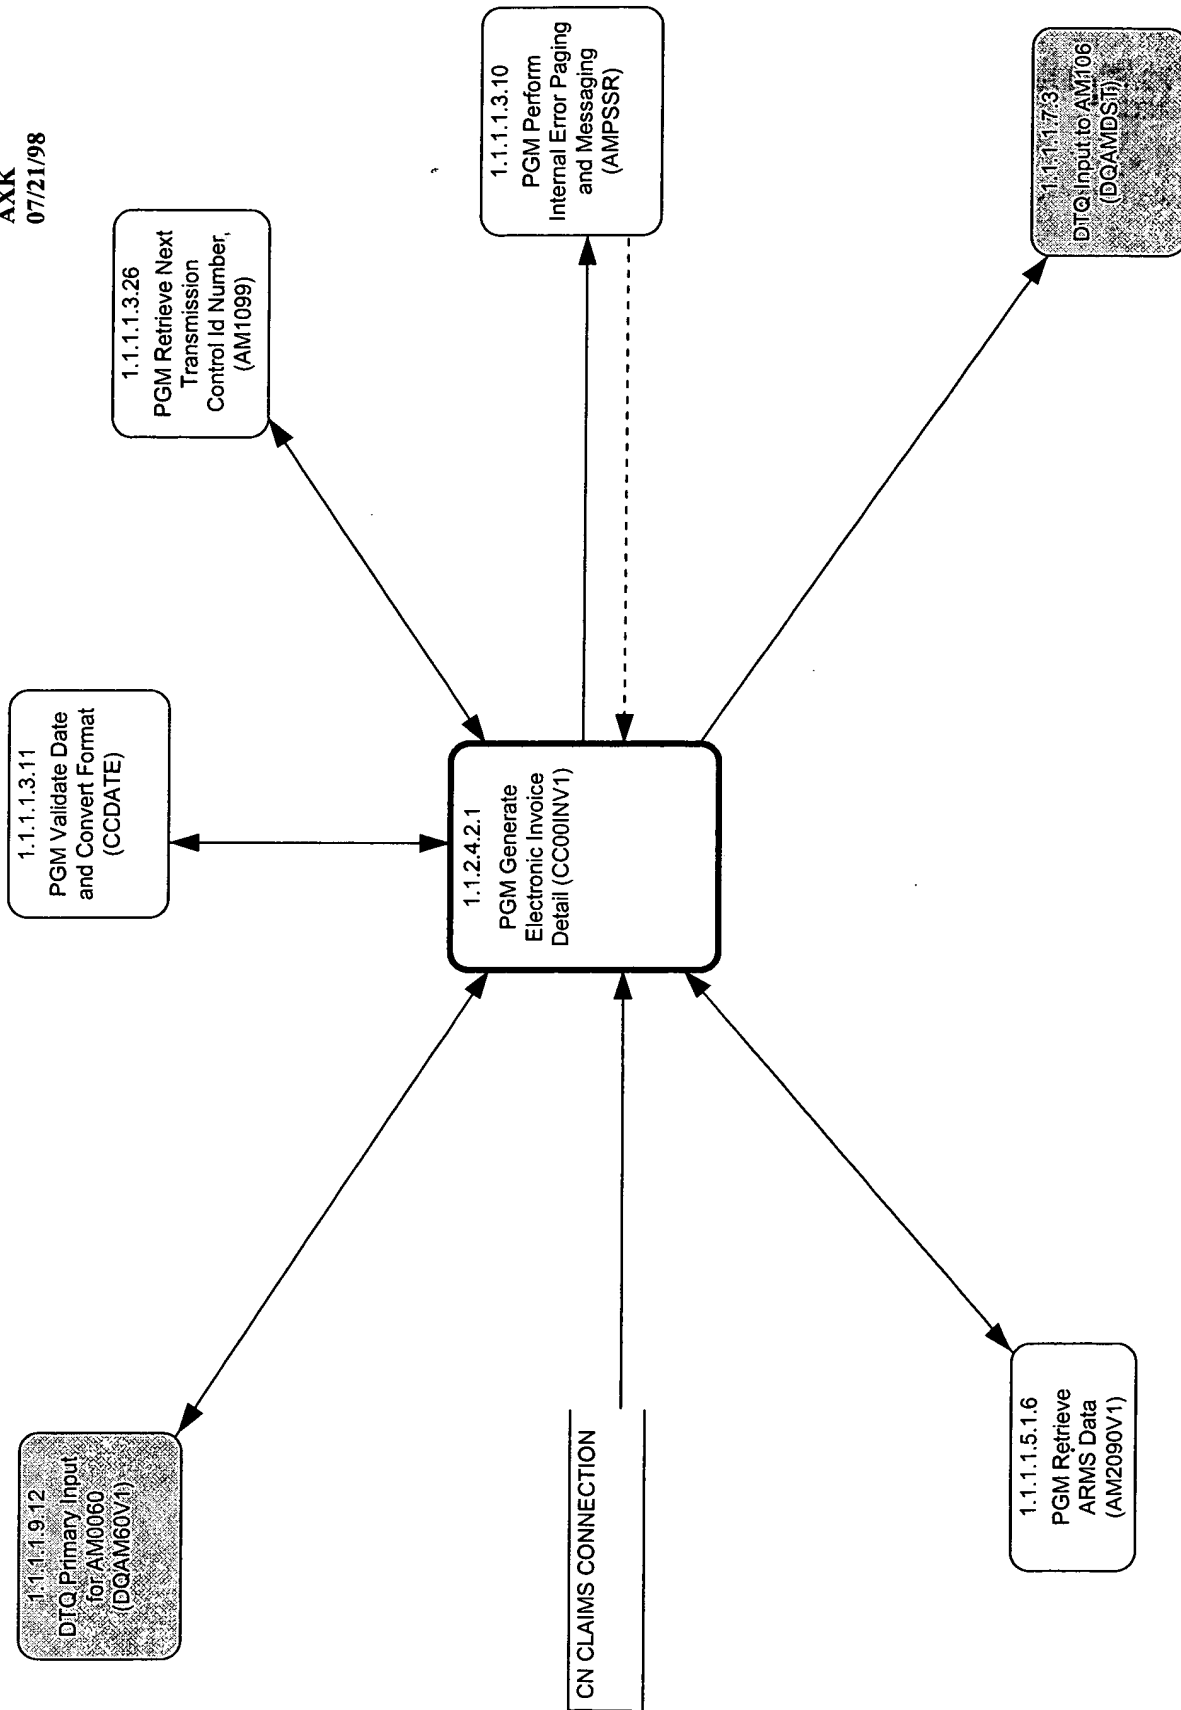 AXK
07/21/98
1.1.1.1.9.12
DTQ Primary Input
for AM0060
(DQAM60V1)
1.1.1.1.3.11
PGM Validate Date
and Convert Format
(CCDATE)
1.1.1.1.3.26
PGM Retrieve Next
Transmission
Control Id Number,
(AM1099)
CN CLAIMS CONNECTION
1.1.2.4.2.1
PGM Generate
Electronic Invoice
Detail (CC00INV1)
1.1.1.1.3.10
PGM Perform
Internal Error Paging
and Messaging
(AMPSSR)
1.1.1.1.5.1.6
PGM Retrieve
ARMS Data
(AM2090V1)
1.1.1.1.7.3
DTQ Input to AM106
(DQAMDST)